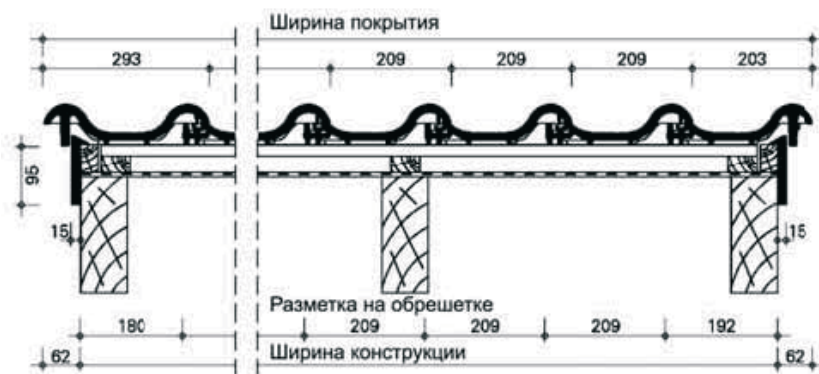 Ширина покрытия
293 209 209 209 203
95
15 15
Разметка на обрешетке
180 209 209 209 192
Ширина конструкции
62 62